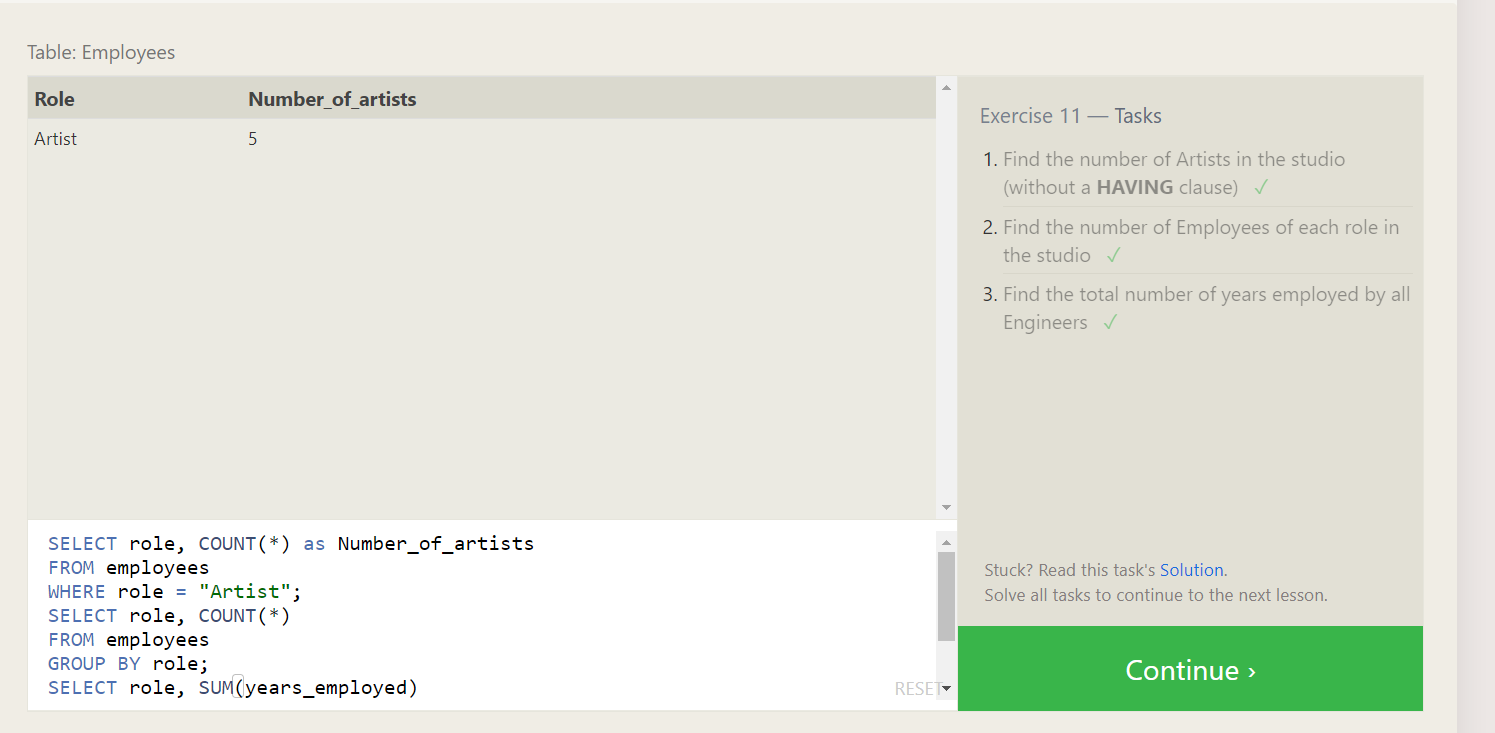 Table: Employees
Role Number_of_artists
Artist 5
Exercise 11 — Tasks
1. Find the number of Artists in the studio
(without a HAVING clause) ✓
2. Find the number of Employees of each role in
the studio ✓
3. Find the total number of years employed by all
Engineers ✓
Stuck? Read this task's Solution.
Solve all tasks to continue to the next lesson.
Continue ›
SELECT role, COUNT(*) as Number_of_artists
FROM employees
WHERE role = "Artist";
SELECT role, COUNT(*)
FROM employees
GROUP BY role;
SELECT role, SUM(years_employed)
RESET